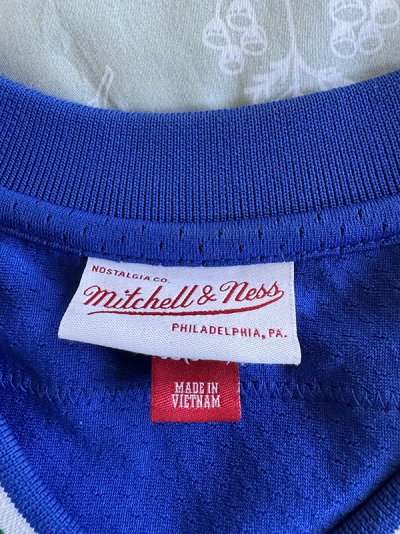 NOSTALGIA CO.
Mitchell & Ness
PHILADELPHIA, PA.
MADE IN
VIETNAM